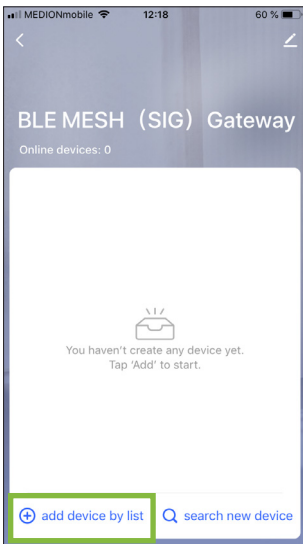 MEDIONmobile 12:18 60 %
BLE MESH（SIG）Gateway
Online devices: 0
You haven't create any device yet.
Tap 'Add' to start.
add device by list search new device